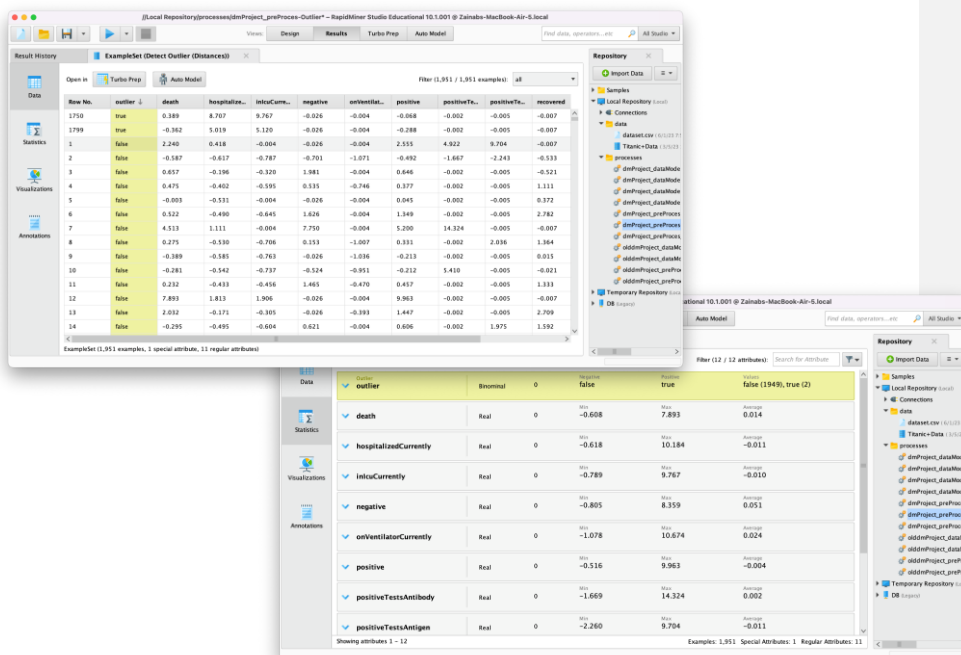 //Local Repository/processes/dmProject_preProces-Outlier* – RapidMiner Studio Educational 10.1.001 @ Zainabs-MacBook-Air-5.local
Views: Design Results Turbo Prep Auto Model Find data, operators...etc All Studio
Result History ExampleSet (Detect Outlier (Distances)) Repository
Open in Turbo Prep Auto Model Filter (1,951 / 1,951 examples): all Import Data
Data
Statistics
Visualizations
Annotations
Row No. outlier ↓ death hospitalize... inIcuCurre... negative onVentilat... positive positiveTe... positiveTe... recovered
1750 true 0.389 8.707 9.767 -0.026 -0.004 -0.068 -0.002 -0.005 -0.007
1799 true -0.362 5.019 5.120 -0.026 -0.004 -0.288 -0.002 -0.005 -0.007
1 false 2.240 0.418 -0.004 -0.026 -0.004 2.555 4.922 9.704 -0.007
2 false -0.587 -0.617 -0.787 -0.701 -1.071 -0.492 -1.667 -2.243 -0.533
3 false 0.657 -0.196 -0.320 1.981 -0.004 0.646 -0.002 -0.005 -0.521
4 false 0.475 -0.402 -0.595 0.535 -0.746 0.377 -0.002 -0.005 1.111
5 false -0.003 -0.531 -0.004 -0.026 -0.004 0.045 -0.002 -0.005 0.372
6 false 0.522 -0.490 -0.645 1.626 -0.004 1.349 -0.002 -0.005 2.782
7 false 4.513 1.111 -0.004 7.750 -0.004 5.200 14.324 -0.005 -0.007
8 false 0.275 -0.530 -0.706 0.153 -1.007 0.331 -0.002 2.036 1.364
9 false -0.389 -0.585 -0.763 -0.026 -1.036 -0.213 -0.002 -0.005 0.015
10 false -0.281 -0.542 -0.737 -0.524 -0.951 -0.212 5.410 -0.005 -0.021
11 false 0.232 -0.433 -0.456 1.465 -0.470 0.457 -0.002 -0.005 1.333
12 false 7.893 1.813 1.906 -0.026 -0.004 9.963 -0.002 -0.005 -0.007
13 false 2.032 -0.171 -0.305 -0.026 -0.393 1.447 -0.002 -0.005 2.709
14 false -0.295 -0.495 -0.604 0.621 -0.004 0.606 -0.002 1.975 1.592
ExampleSet (1,951 examples, 1 special attribute, 11 regular attributes)
Samples
Local Repository (Local)
Connections
data
dataset.csv
Titanic+Data
processes
dmProject_dataMode
dmProject_dataMode
dmProject_dataMode
dmProject_dataMode
dmProject_preProces
dmProject_preProces
dmProject_preProces
olddmProject_dataMc
olddmProject_dataMc
olddmProject_prePro
olddmProject_prePro
Temporary Repository
DB (Legacy)
ational 10.1.001 @ Zainabs-MacBook-Air-5.local
Auto Model Find data, operators...etc All Studio
Repository
Filter (12 / 12 attributes): Search for Attribute Import Data
Data
Statistics
Visualizations
Annotations
Outlier Negative Positive Values
outlier Binominal 0 false true false (1949), true (2)
Min Max Average
death Real 0 -0.608 7.893 0.014
Min Max Average
hospitalizedCurrently Real 0 -0.618 10.184 -0.011
Min Max Average
inIcuCurrently Real 0 -0.789 9.767 -0.010
Min Max Average
negative Real 0 -0.805 8.359 0.051
Min Max Average
onVentilatorCurrently Real 0 -1.078 10.674 0.024
Min Max Average
positive Real 0 -0.516 9.963 -0.004
Min Max Average
positiveTestsAntibody Real 0 -1.669 14.324 0.002
Min Max Average
positiveTestsAntigen Real 0 -2.260 9.704 -0.011
Showing attributes 1 – 12 Examples: 1,951 Special Attributes: 1 Regular Attributes: 11
Samples
Local Repository (Local)
Connections
data
dataset.csv
Titanic+Data
processes
dmProject_dataMo
dmProject_dataMo
dmProject_dataMo
dmProject_dataMo
dmProject_preProc
dmProject_preProc
dmProject_preProc
olddmProject_data
olddmProject_data
olddmProject_preP
olddmProject_preP
Temporary Repository
DB (Legacy)